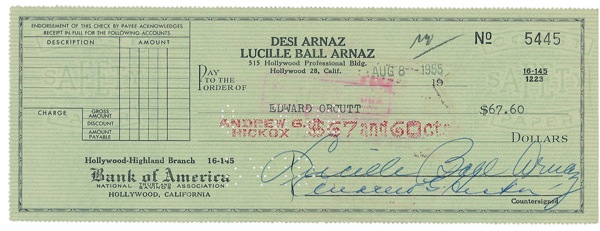 ENDORSEMENT OF THIS CHECK BY PAYEE ACKNOWLEDGES
RECEIPT IN FULL FOR THE FOLLOWING ACCOUNTS
DESCRIPTION AMOUNT
CHARGE
GROSS AMOUNT
DISCOUNT
AMOUNT PAYABLE
DESI ARNAZ
LUCILLE BALL ARNAZ
515 Hollywood Professional Bldg.
Hollywood 28, Calif.
No 5445
AUG 8 - 1955
19
16-145
1223
PAY
TO THE
ORDER OF
EDWARD ORCUTT
$67.60
ANDREW G.
HICKOX
$67 and 60 cts
DOLLARS
Hollywood-Highland Branch 16-145
Bank of America
NATIONAL TRUST AND SAVINGS ASSOCIATION
HOLLYWOOD, CALIFORNIA
Lucille Ball Arnaz
Countersigned